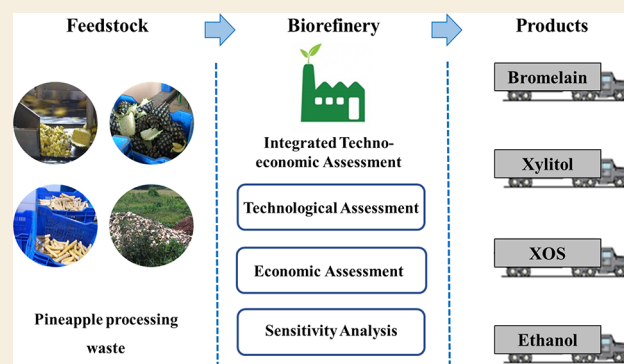 Feedstock
Biorefinery
Products
Pineapple processing
waste
Integrated Techno-
economic Assessment
Technological Assessment
Economic Assessment
Sensitivity Analysis
Bromelain
Xylitol
XOS
Ethanol